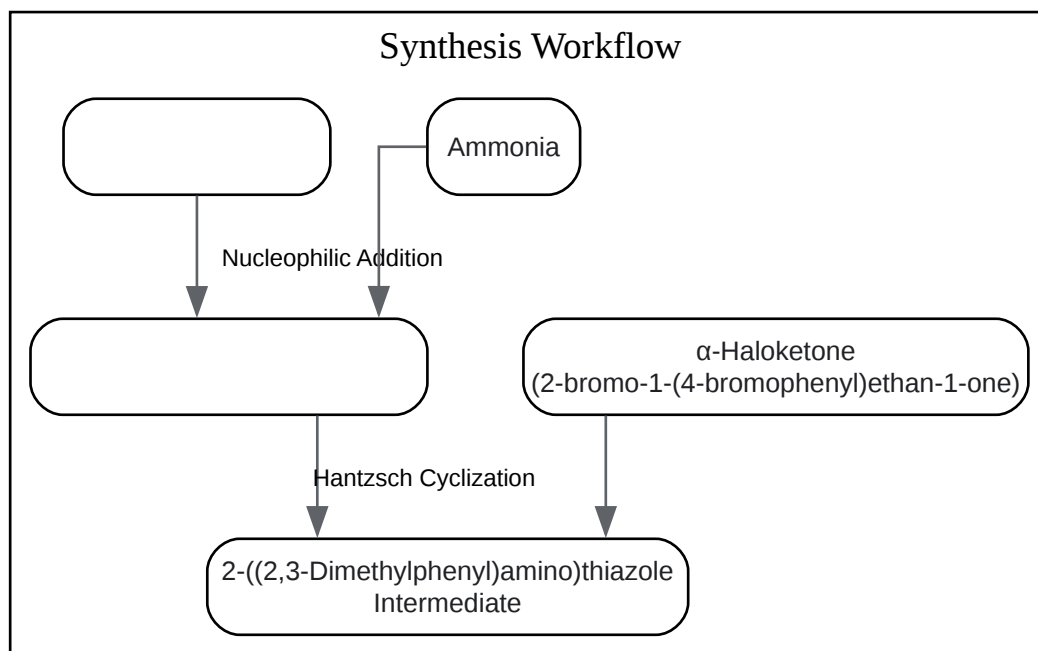 Synthesis Workflow
Ammonia
Nucleophilic Addition
α-Haloketone
(2-bromo-1-(4-bromophenyl)ethan-1-one)
Hantzsch Cyclization
2-((2,3-Dimethylphenyl)amino)thiazole
Intermediate